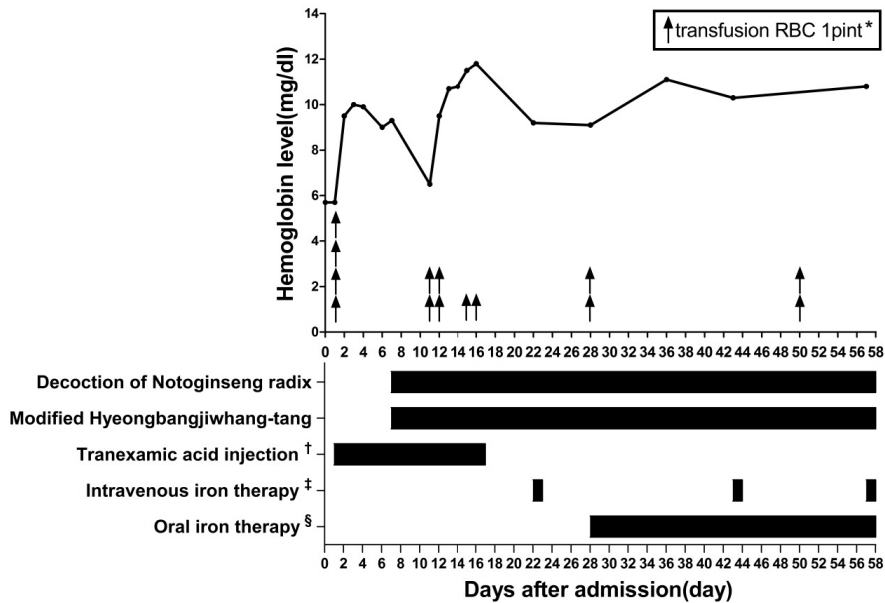 transfusion RBC 1pint*
Hemoglobin level(mg/dl)
14
12
10
8
6
4
2
0
0 2 4 6 8 10 12 14 16 18 20 22 24 26 28 30 32 34 36 38 40 42 44 46 48 50 52 54 56 58
Decoction of Notoginseng radix
Modified Hyeongbangjiwhang-tang
Tranexamic acid injection †
Intravenous iron therapy ‡
Oral iron therapy §
0 2 4 6 8 10 12 14 16 18 20 22 24 26 28 30 32 34 36 38 40 42 44 46 48 50 52 54 56 58
Days after admission(day)